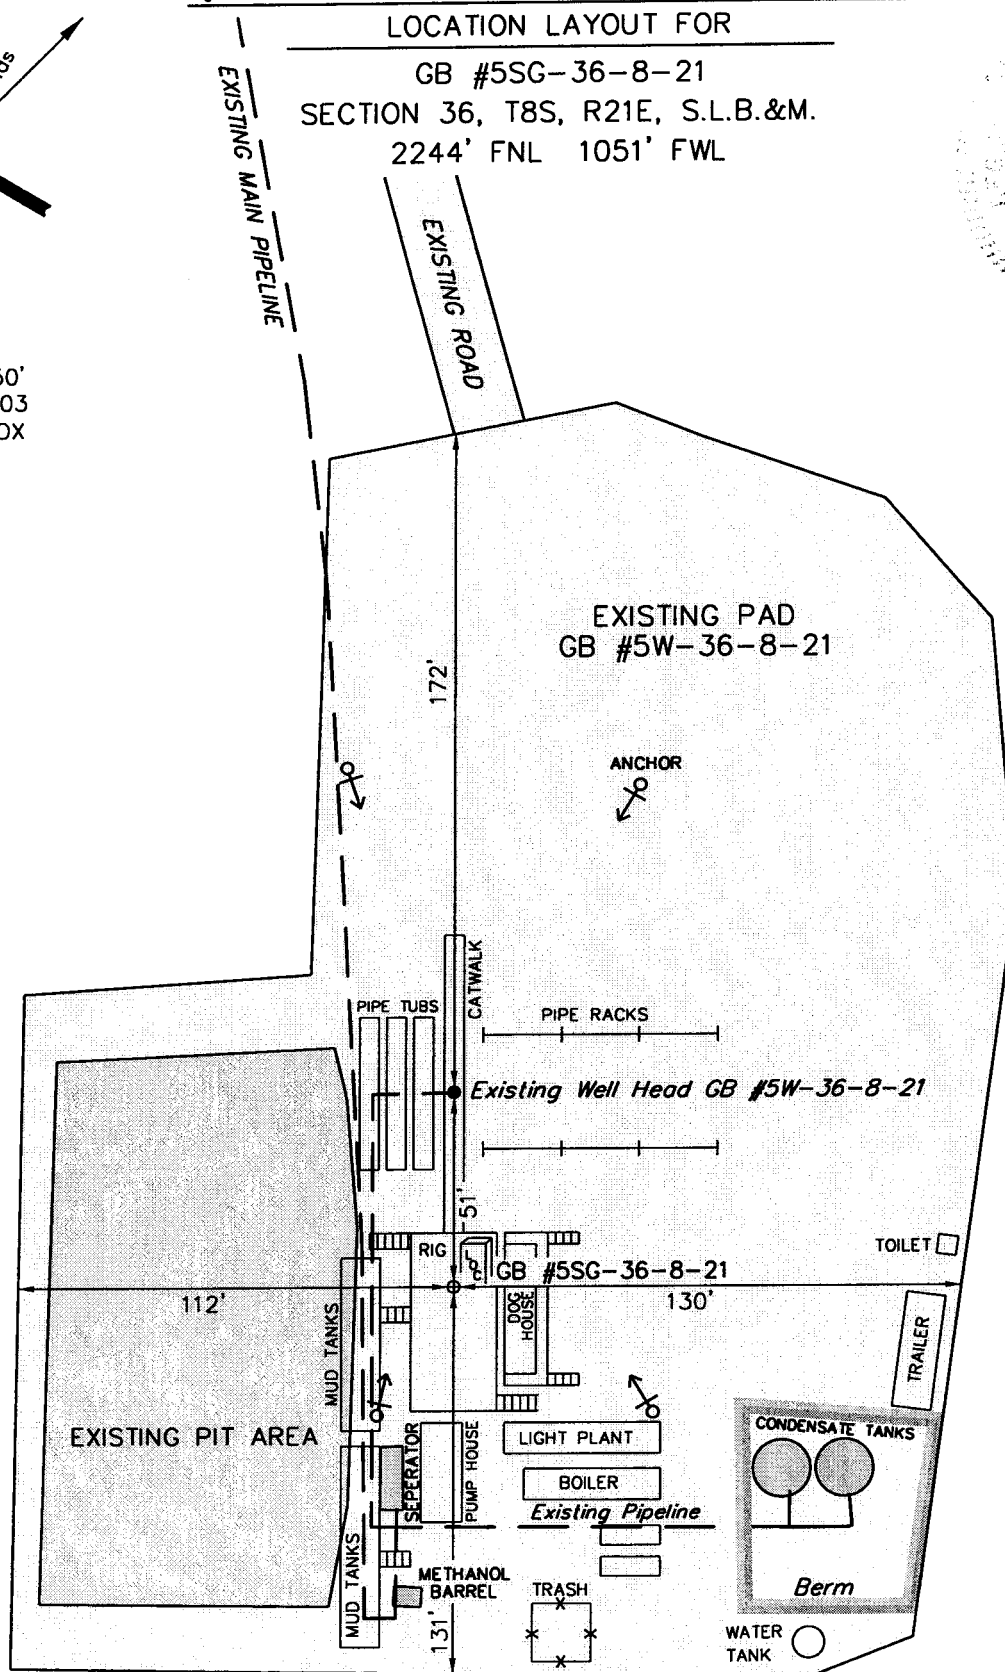 LOCATION LAYOUT FOR
GB #5SG-36-8-21
SECTION 36, T8S, R21E, S.L.B.&M.
2244' FNL 1051' FWL
EXISTING MAIN PIPELINE
EXISTING ROAD
EXISTING PAD
GB #5W-36-8-21
172'
ANCHOR
CATWALK
PIPE TUBS
PIPE RACKS
Existing Well Head GB #5W-36-8-21
51'
RIG
TOILET
GB #5SG-36-8-21
112'
130'
DOG
HOUSE
MUD TANKS
TRAILER
EXISTING PIT AREA
SEPERATOR
PUMP HOUSE
LIGHT PLANT
CONDENSATE TANKS
BOILER
Existing Pipeline
MUD TANKS
METHANOL
BARREL
TRASH
Berm
131'
WATER
TANK